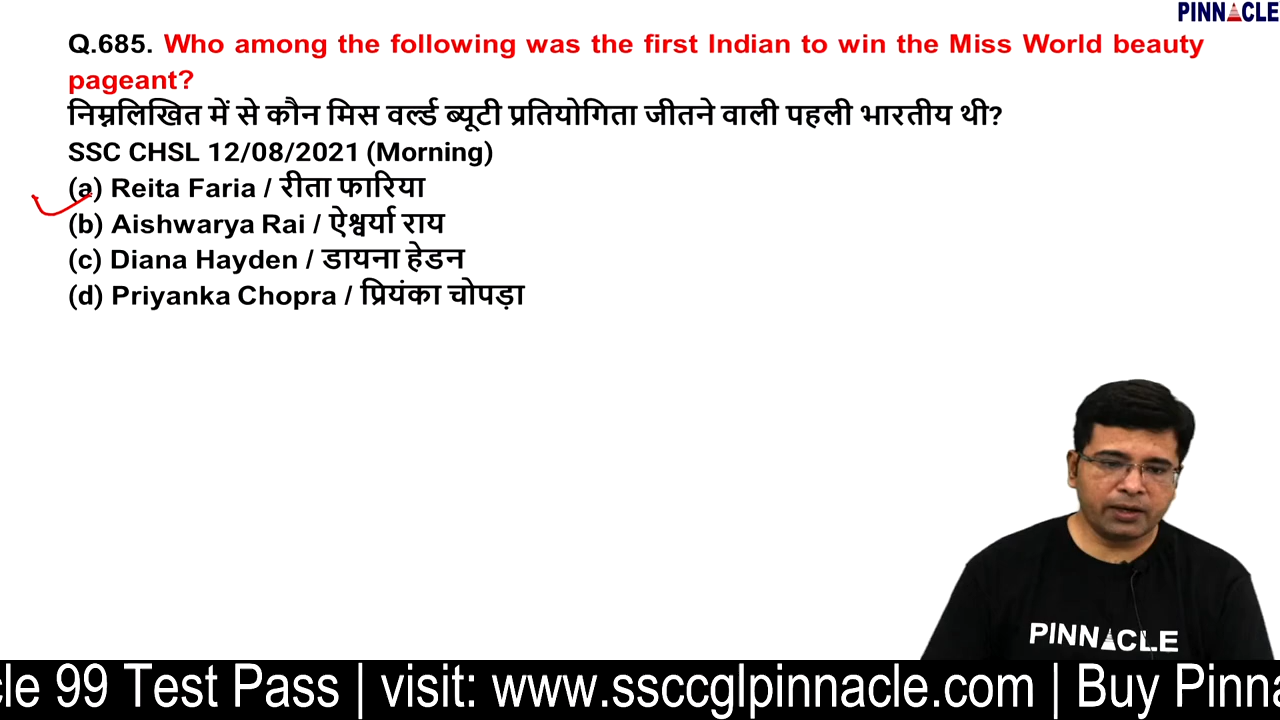 PINNACLE
Q.685. Who among the following was the first Indian to win the Miss World beauty
pageant?
निम्नलिखित में से कौन मिस वर्ल्ड ब्यूटी प्रतियोगिता जीतने वाली पहली भारतीय थी?
SSC CHSL 12/08/2021 (Morning)
(a) Reita Faria / रीता फारिया
(b) Aishwarya Rai / ऐश्वर्या राय
(c) Diana Hayden / डायना हेडन
(d) Priyanka Chopra / प्रियंका चोपड़ा
PINNACLE
cle 99 Test Pass | visit: www.ssccglpinnacle.com | Buy Pinna